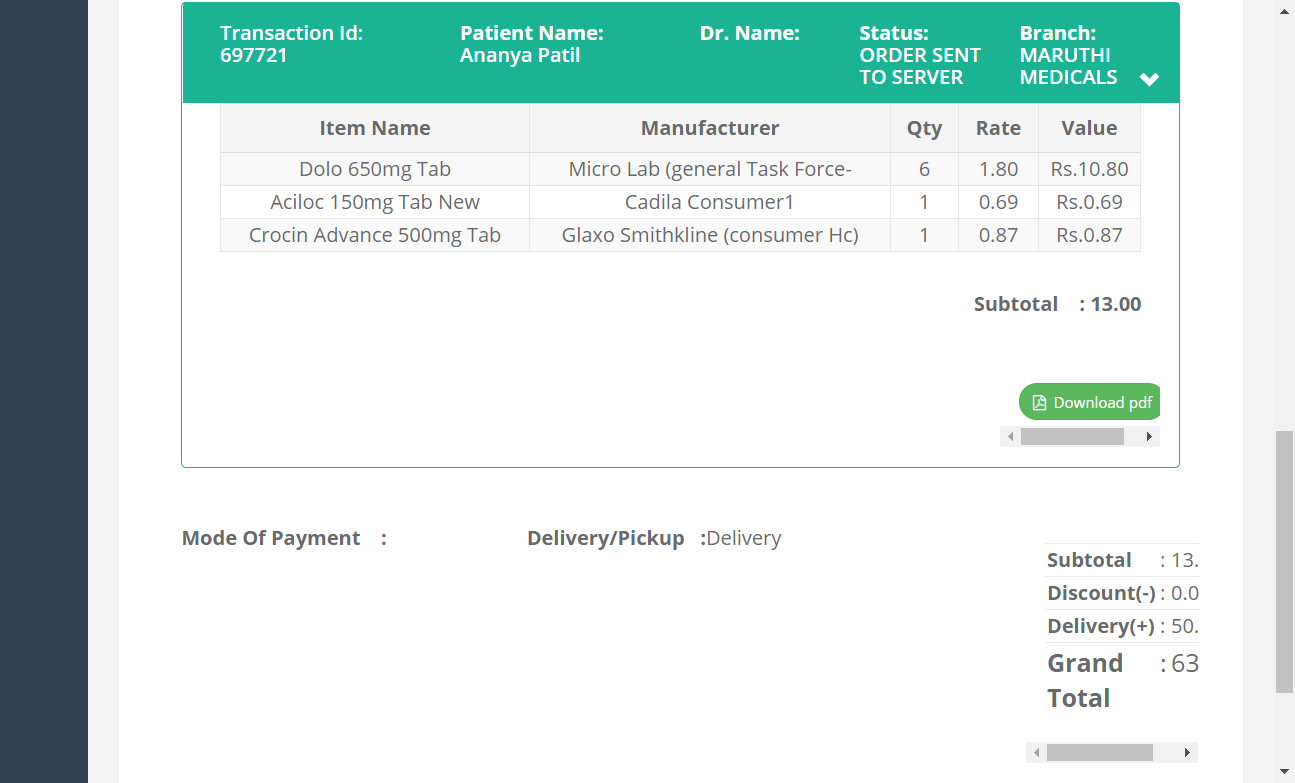 Transaction Id: Patient Name: Dr. Name: Status: Branch:
697721 Ananya Patil ORDER SENT MARUTHI
TO SERVER MEDICALS
Item Name Manufacturer Qty Rate Value
Dolo 650mg Tab Micro Lab (general Task Force- 6 1.80 Rs.10.80
Aciloc 150mg Tab New Cadila Consumer1 1 0.69 Rs.0.69
Crocin Advance 500mg Tab Glaxo Smithkline (consumer Hc) 1 0.87 Rs.0.87
Subtotal : 13.00
Download pdf
Mode Of Payment : Delivery/Pickup :Delivery
Subtotal : 13.
Discount(-) : 0.0
Delivery(+) : 50.
Grand : 63
Total